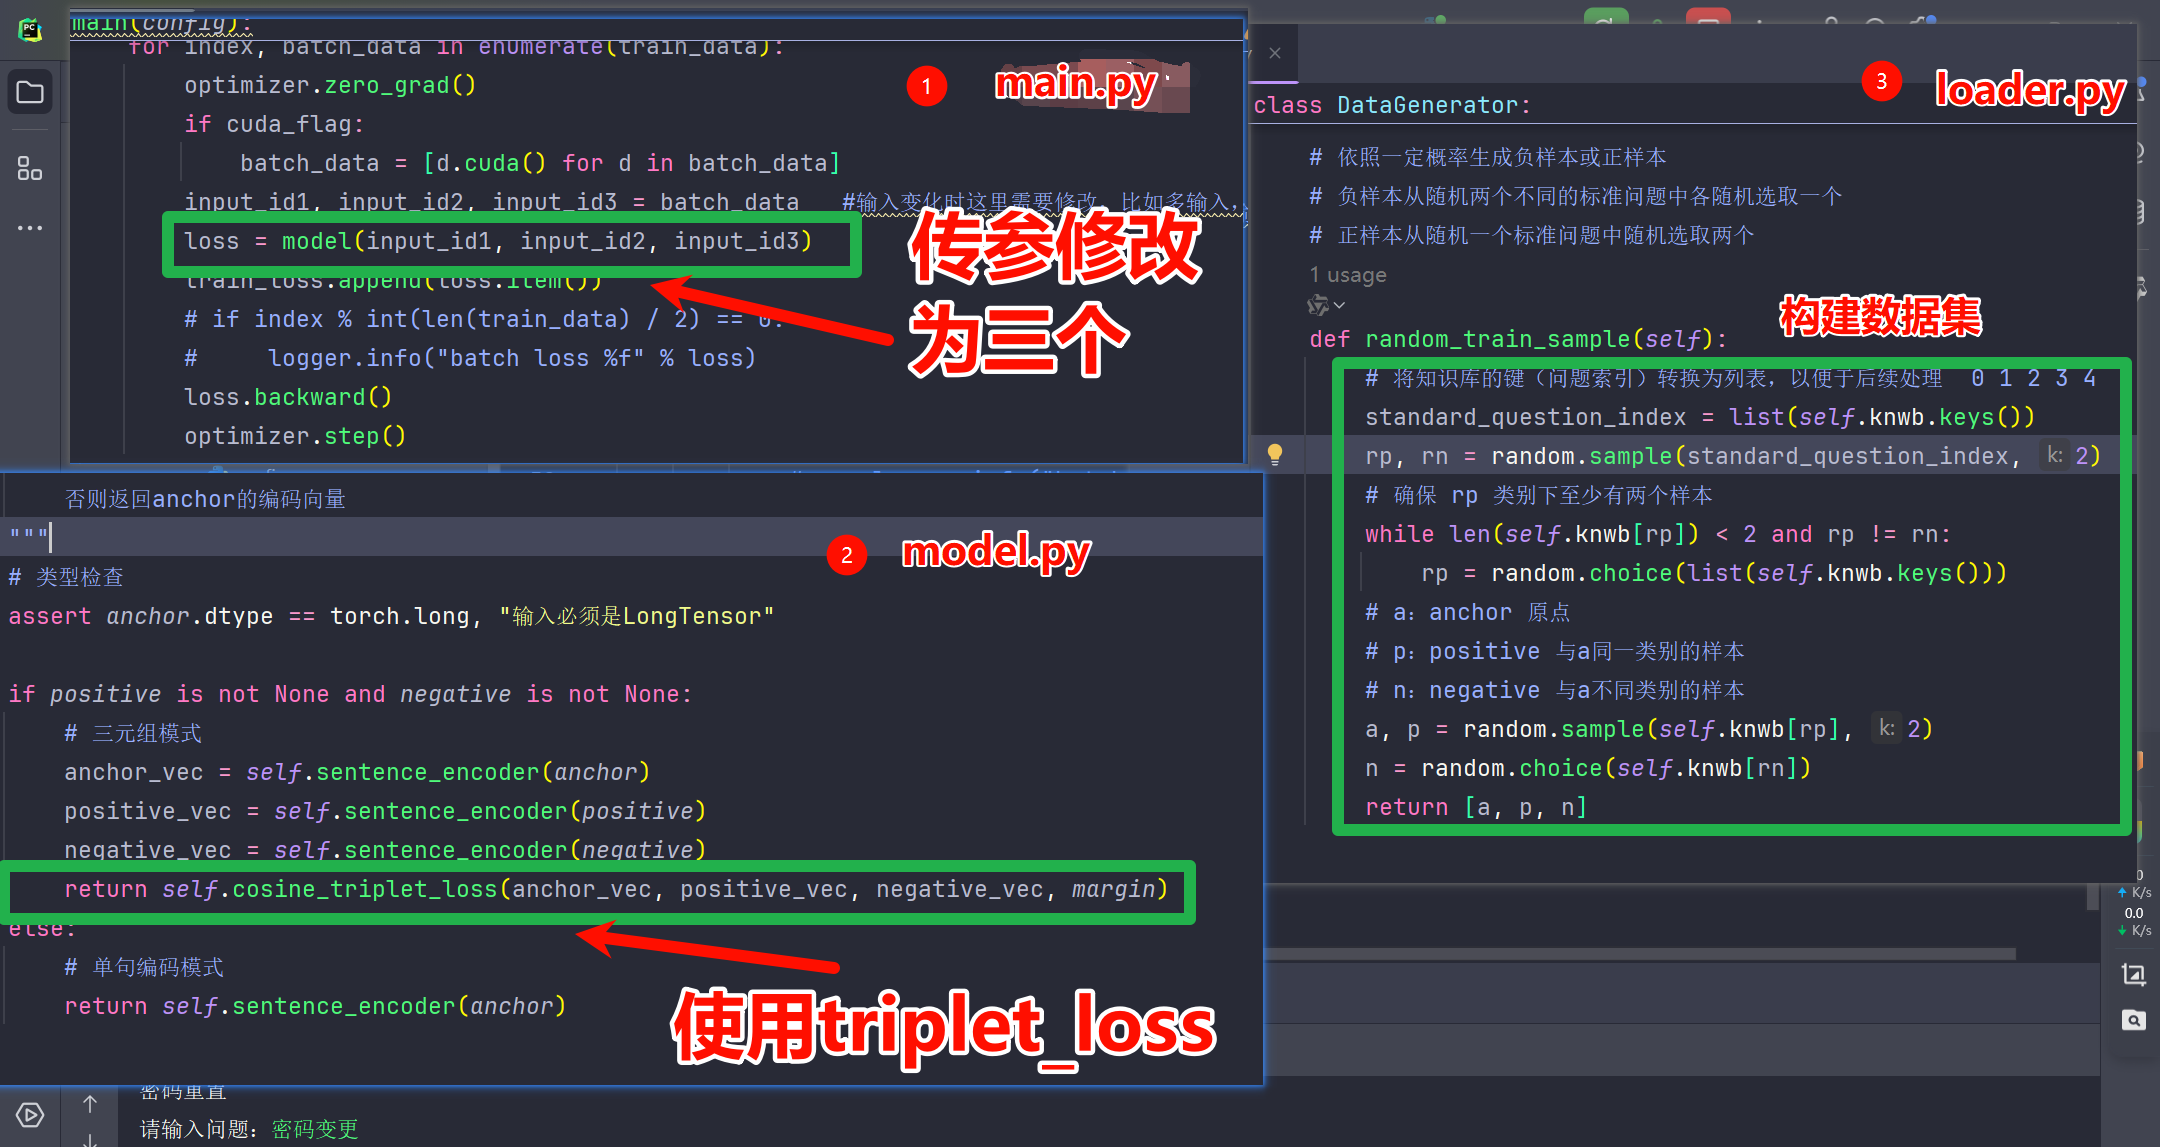 main(config):
for index, batch_data in enumerate(train_data):
optimizer.zero_grad()
if cuda_flag:
batch_data = [d.cuda() for d in batch_data]
input_id1, input_id2, input_id3 = batch_data #输入变化时这里需要修改，比如多输入，
loss = model(input_id1, input_id2, input_id3)
train_loss.append(loss.item())
# if index % int(len(train_data) / 2) == 0:
# logger.info("batch loss %f" % loss)
loss.backward()
optimizer.step()
1 main.py
传参修改
为三个
否则返回anchor的编码向量
"""
# 类型检查
assert anchor.dtype == torch.long, "输入必须是LongTensor"
if positive is not None and negative is not None:
# 三元组模式
anchor_vec = self.sentence_encoder(anchor)
positive_vec = self.sentence_encoder(positive)
negative_vec = self.sentence_encoder(negative)
return self.cosine_triplet_loss(anchor_vec, positive_vec, negative_vec, margin)
else:
# 单句编码模式
return self.sentence_encoder(anchor)
2 model.py
使用triplet_loss
3 loader.py
class DataGenerator:
# 依照一定概率生成负样本或正样本
# 负样本从随机两个不同的标准问题中各随机选取一个
# 正样本从随机一个标准问题中随机选取两个
1 usage
构建数据集
def random_train_sample(self):
# 将知识库的键（问题索引）转换为列表，以便于后续处理 0 1 2 3 4
standard_question_index = list(self.knwb.keys())
rp, rn = random.sample(standard_question_index, k: 2)
# 确保 rp 类别下至少有两个样本
while len(self.knwb[rp]) < 2 and rp != rn:
rp = random.choice(list(self.knwb.keys()))
# a：anchor 原点
# p：positive 与a同一类别的样本
# n：negative 与a不同类别的样本
a, p = random.sample(self.knwb[rp], k: 2)
n = random.choice(self.knwb[rn])
return [a, p, n]
K/s
0.0
K/s
密码重置
请输入问题：密码变更